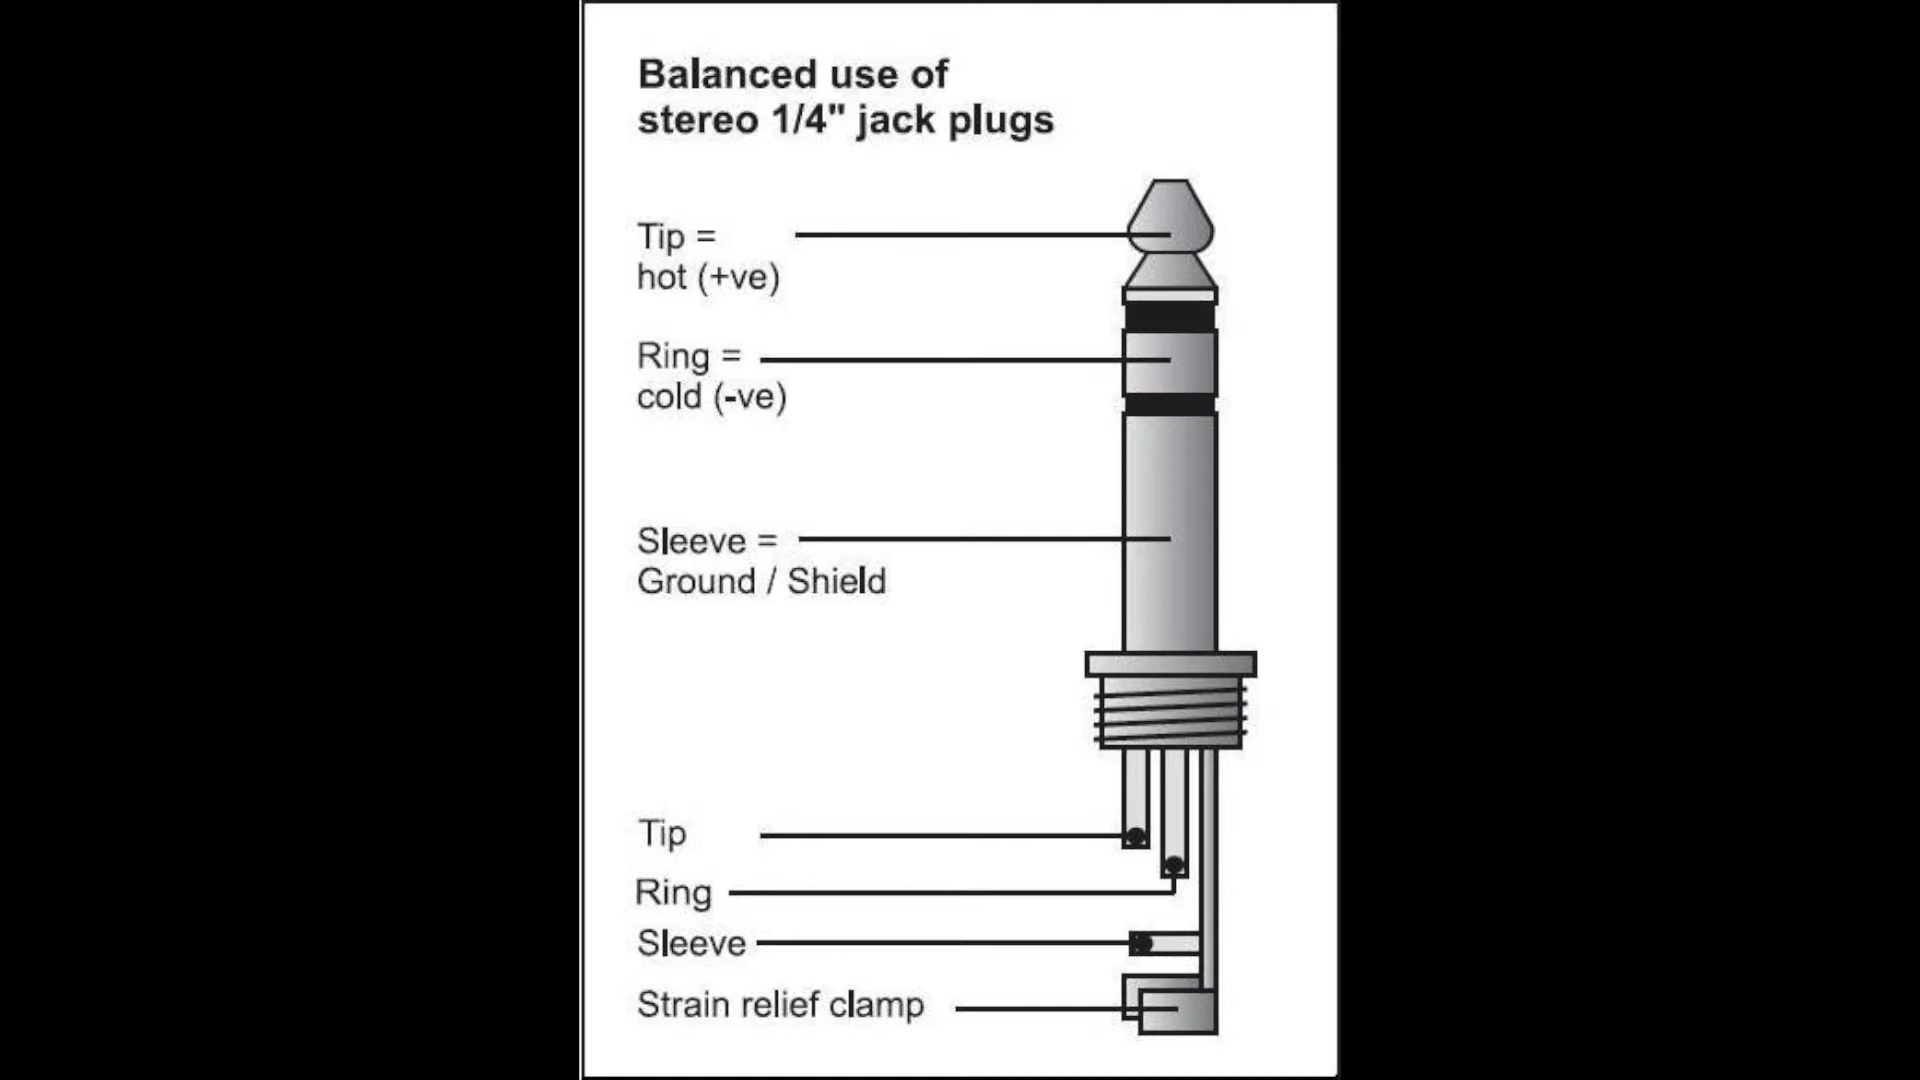 Balanced use of
stereo 1/4" jack plugs
Tip =
hot (+ve)
Ring =
cold (-ve)
Sleeve =
Ground / Shield
Tip
Ring
Sleeve
Strain relief clamp